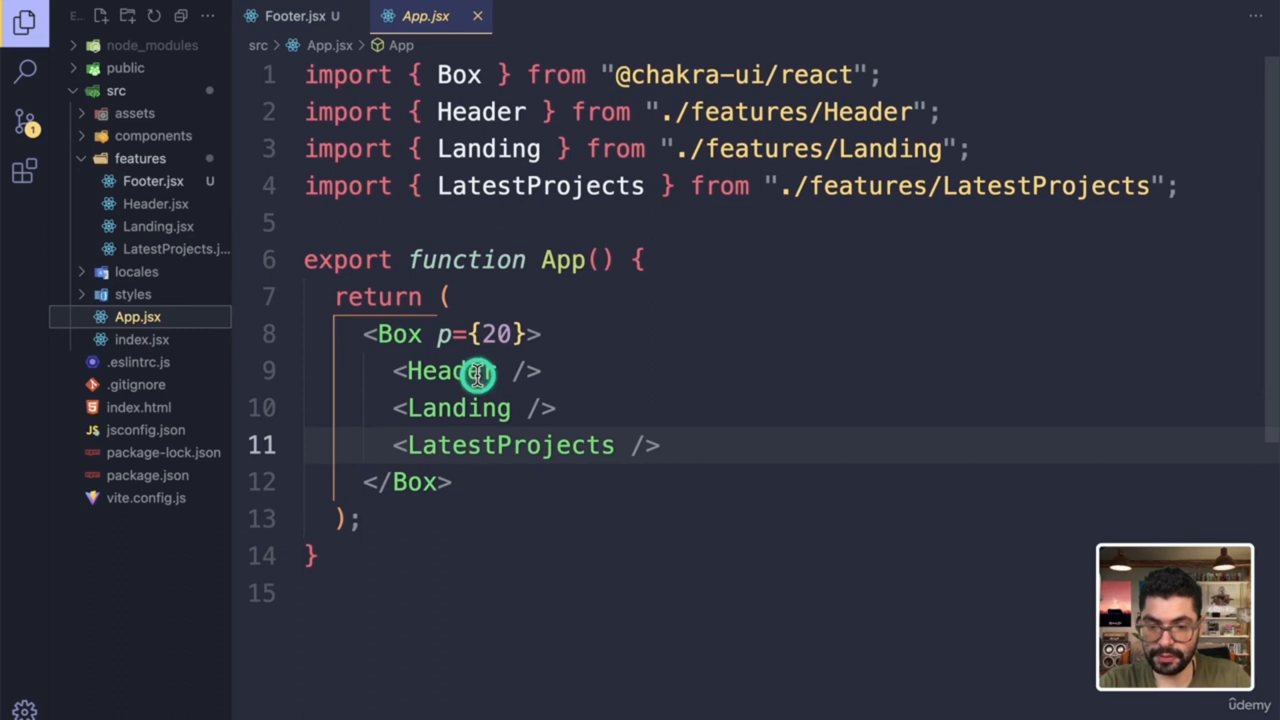 Footer.jsx U
App.jsx
E...
src > App.jsx > App
node_modules
public
src
assets
components
features
Footer.jsx U
Header.jsx
Landing.jsx
LatestProjects.j...
locales
styles
App.jsx
index.jsx
.eslintrc.js
.gitignore
index.html
jsconfig.json
package-lock.json
package.json
vite.config.js
1
1 import { Box } from "@chakra-ui/react";
2 import { Header } from "./features/Header";
3 import { Landing } from "./features/Landing";
4 import { LatestProjects } from "./features/LatestProjects";
5
6 export function App() {
7 return (
8 <Box p={20}>
9 <Header />
10 <Landing />
11 <LatestProjects />
12 </Box>
13 );
14 }
15
udemy